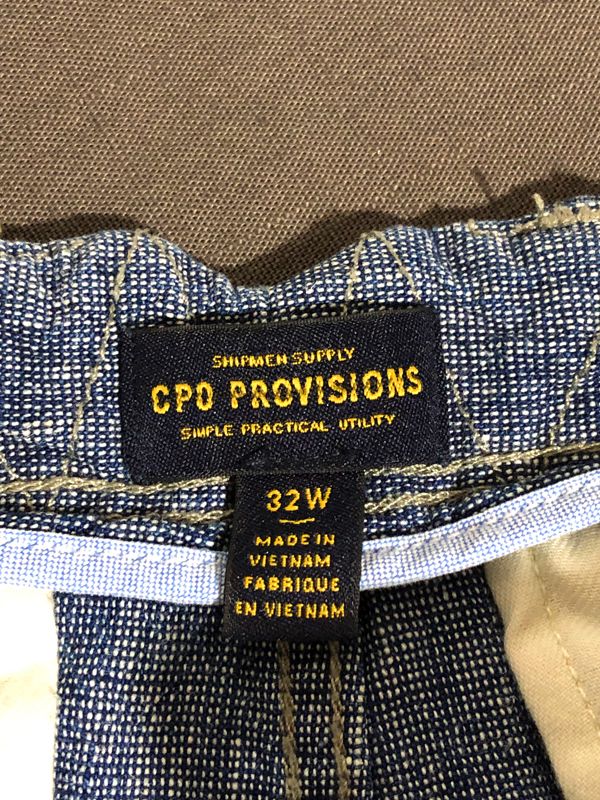 SHIPMEN SUPPLY
CPO PROVISIONS
SIMPLE PRACTICAL UTILITY
32W
MADE IN
VIETNAM
FABRIQUE
EN VIETNAM